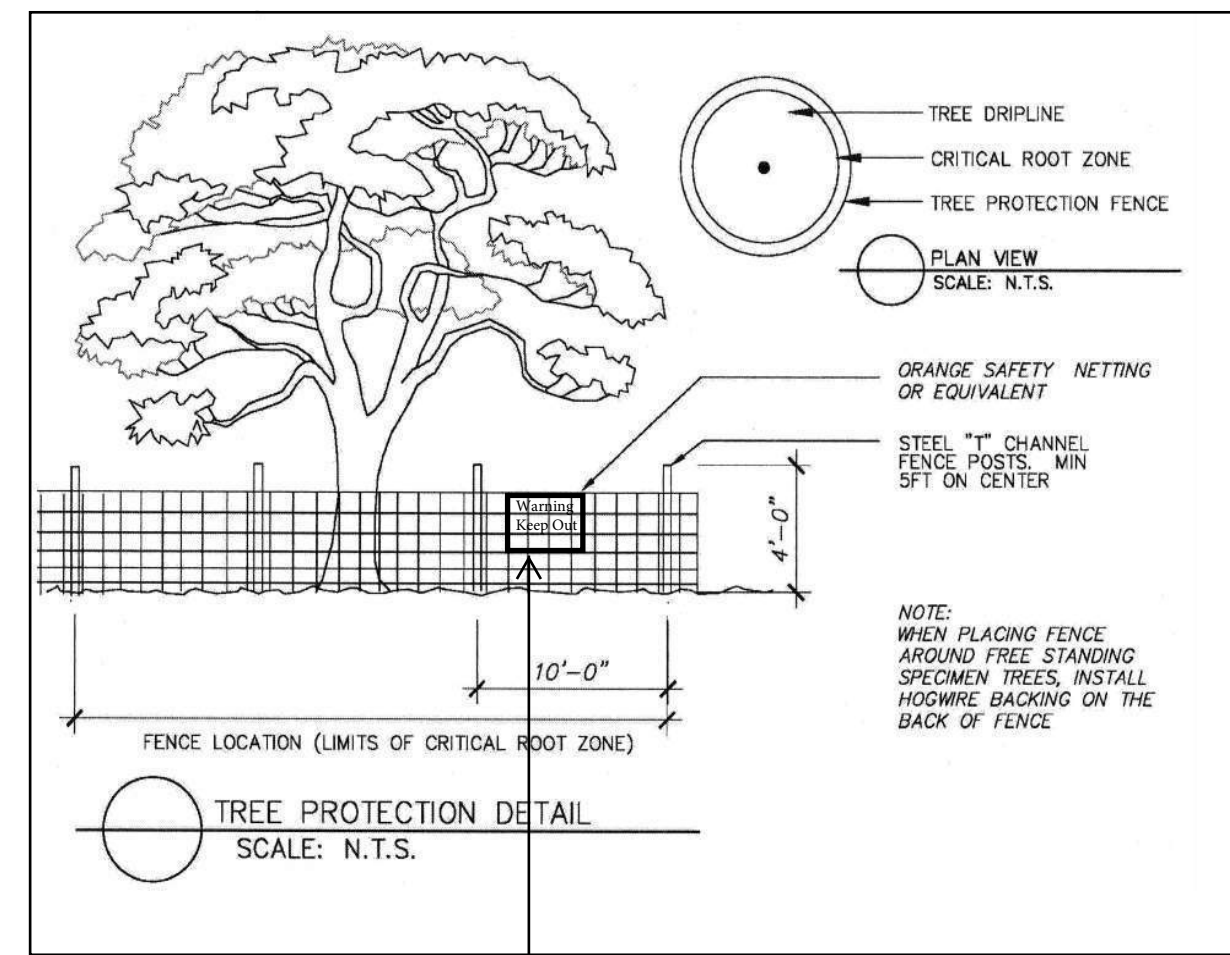 TREE DRIPLINE
CRITICAL ROOT ZONE
TREE PROTECTION FENCE
PLAN VIEW
SCALE: N.T.S.
ORANGE SAFETY NETTING
OR EQUIVALENT
STEEL "T" CHANNEL
FENCE POSTS. MIN
5FT ON CENTER
Warning
Keep Out
4'-0"
NOTE:
WHEN PLACING FENCE
AROUND FREE STANDING
SPECIMEN TREES, INSTALL
HOGWIRE BACKING ON THE
BACK OF FENCE
10'-0"
FENCE LOCATION (LIMITS OF CRITICAL ROOT ZONE)
TREE PROTECTION DETAIL
SCALE: N.T.S.